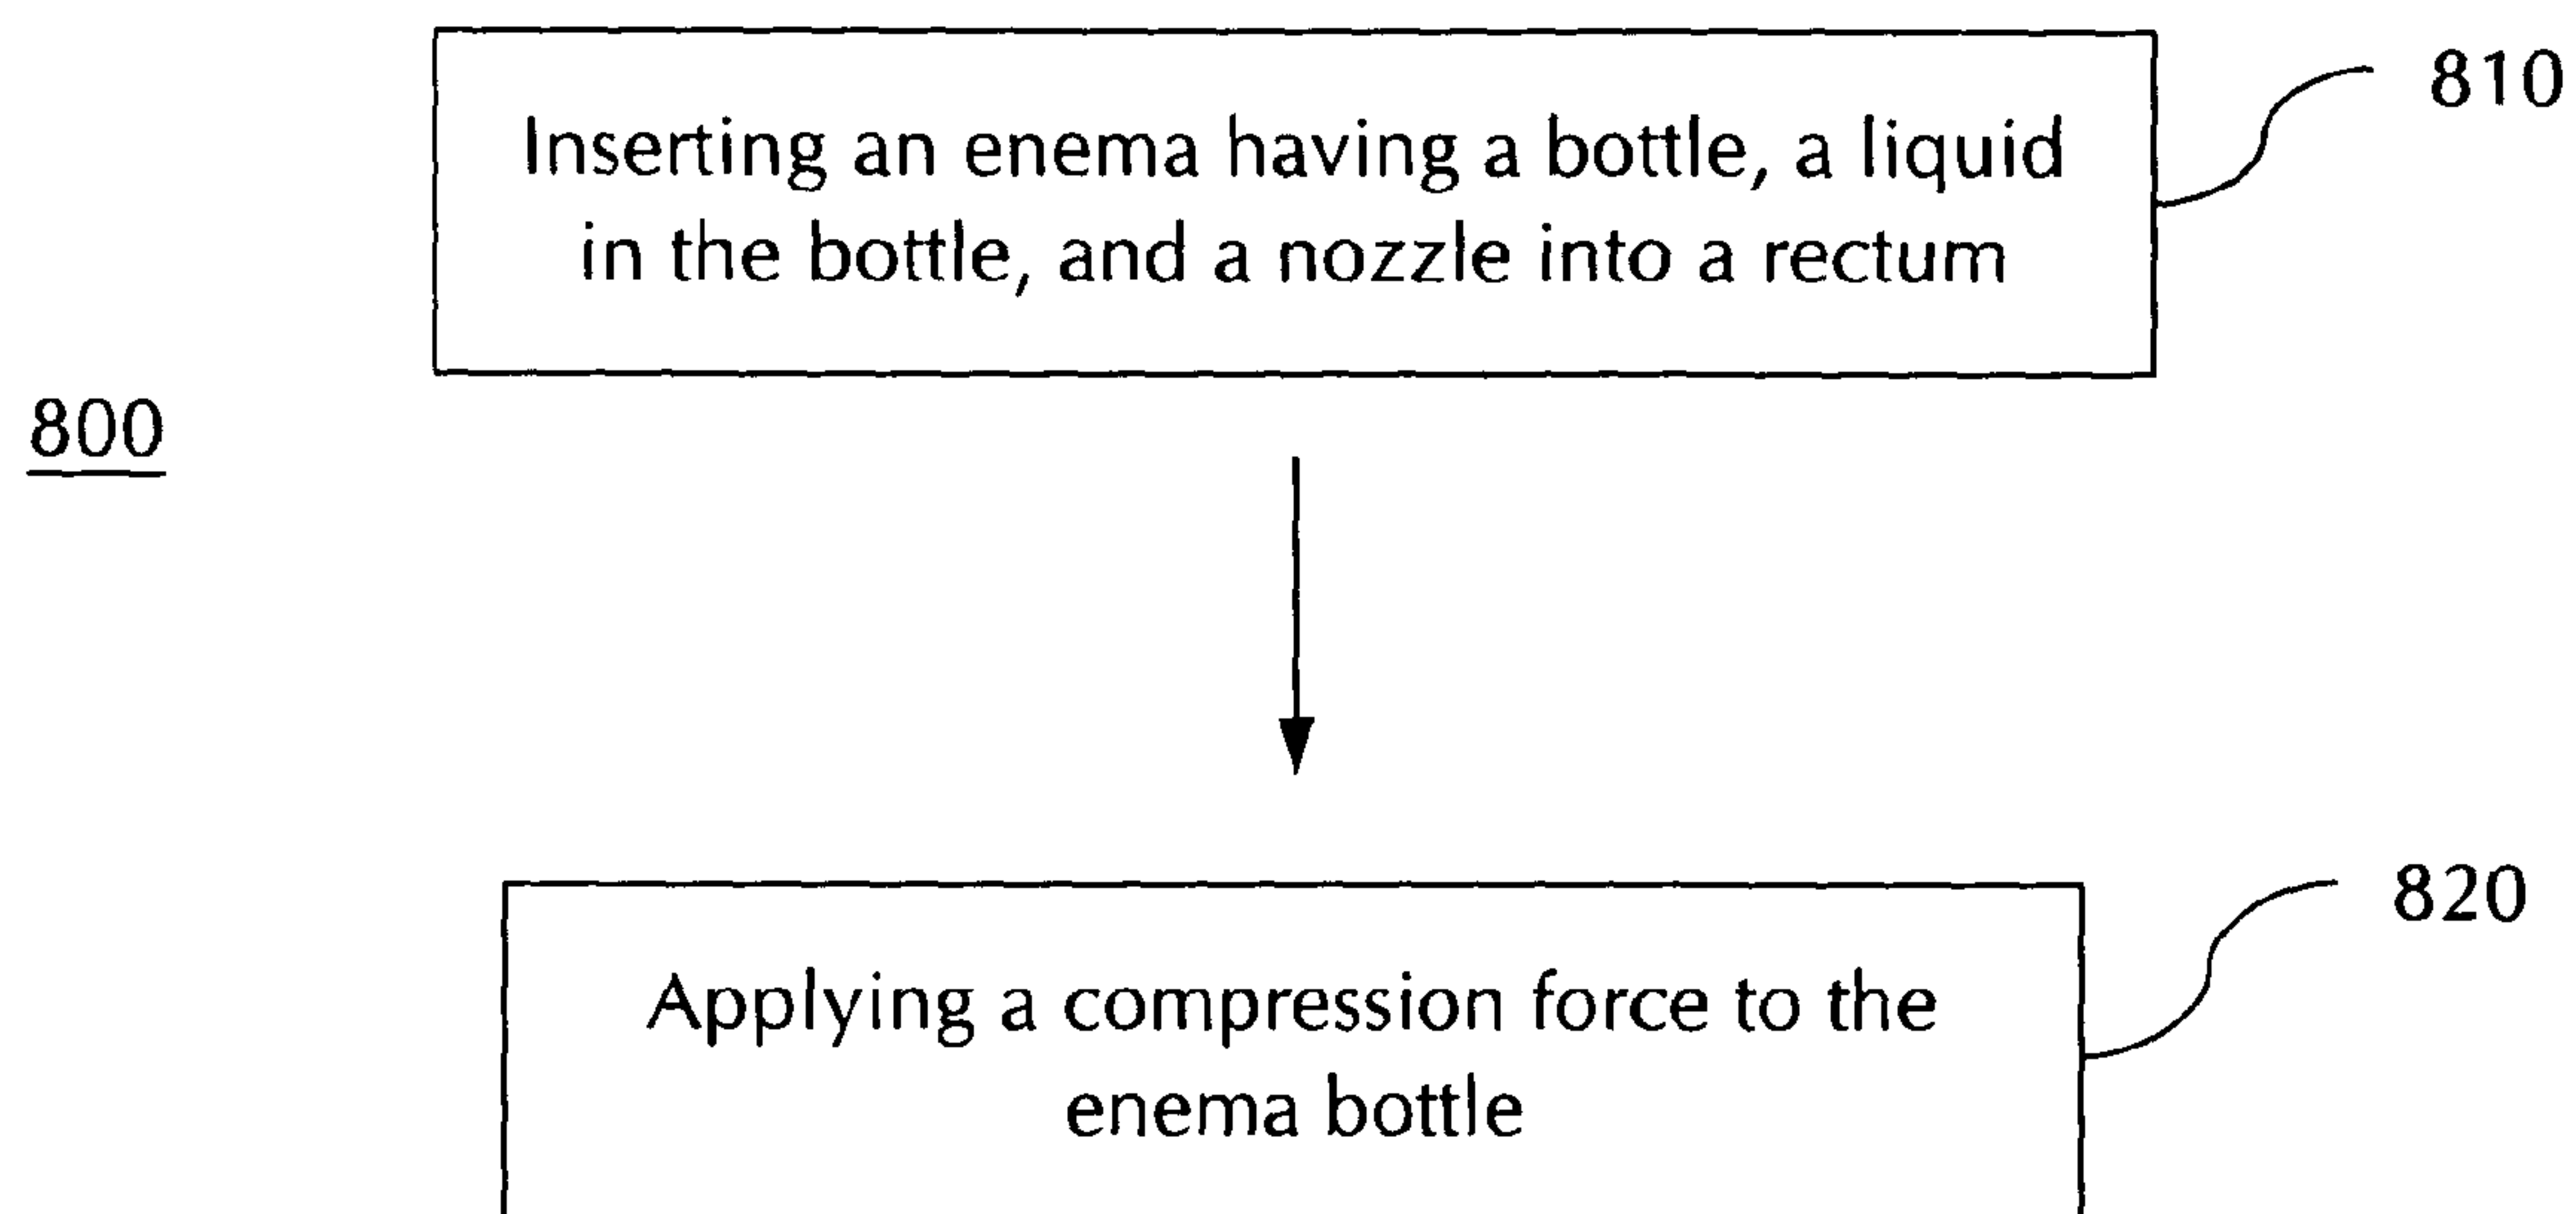 810
Inserting an enema having a bottle, a liquid
in the bottle, and a nozzle into a rectum
800
820
Applying a compression force to the
enema bottle